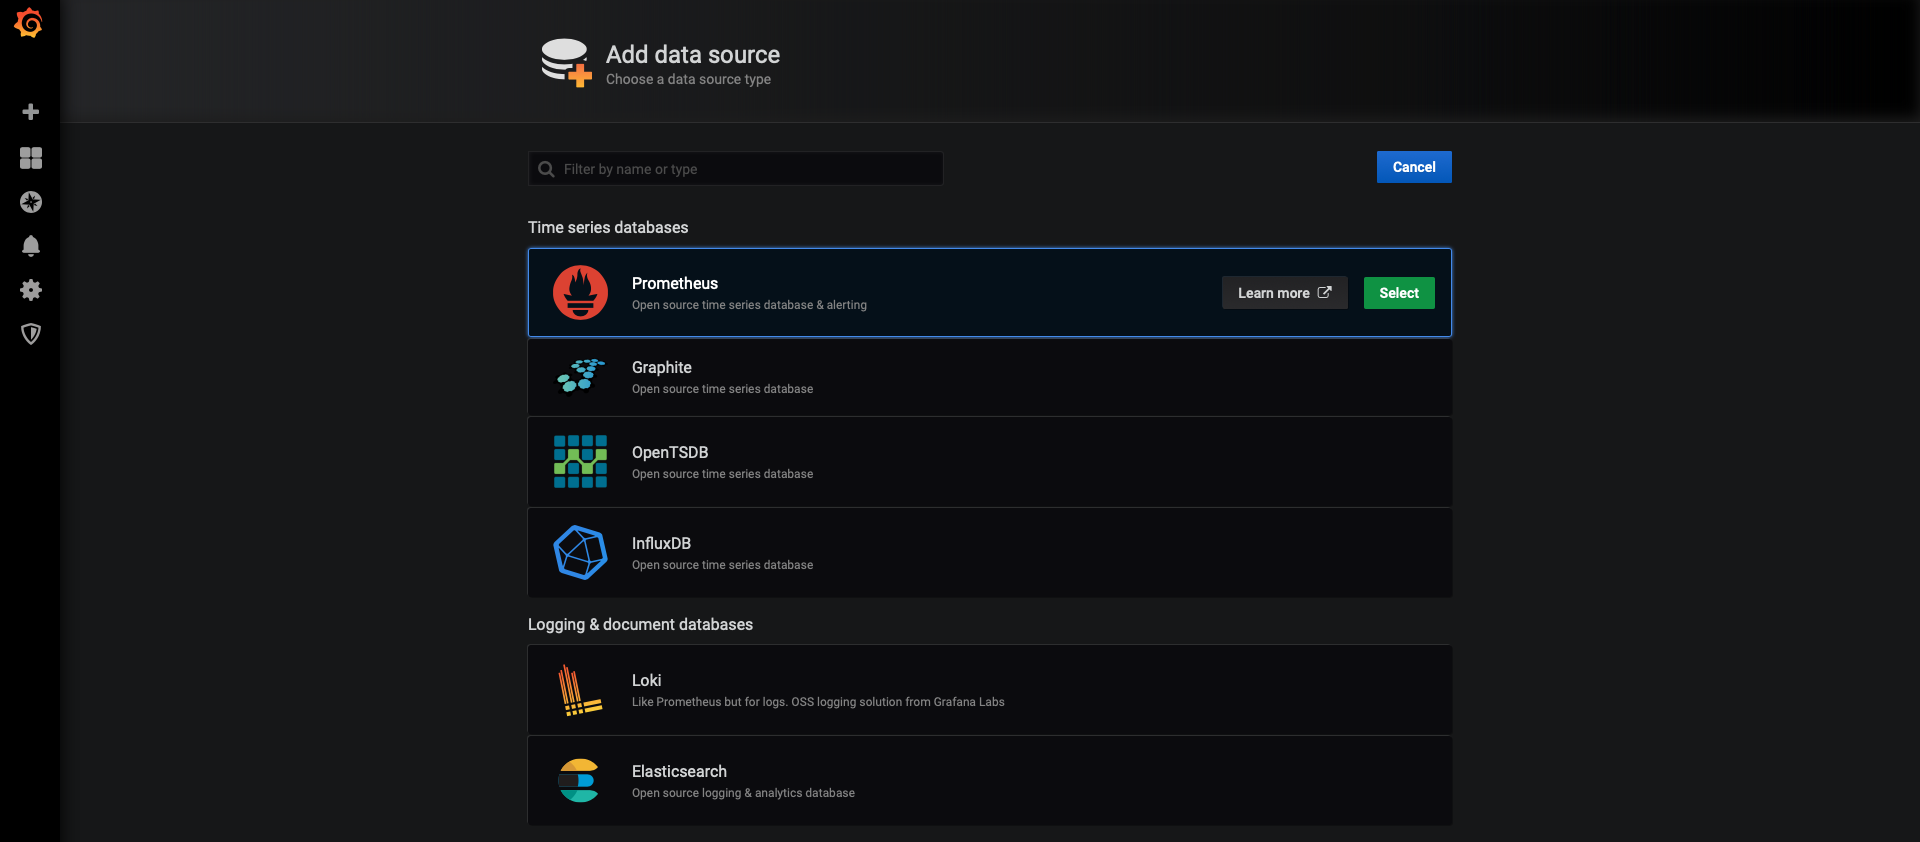 Add data source
Choose a data source type
Filter by name or type
Cancel
Time series databases
Prometheus
Open source time series database & alerting
Learn more
Select
Graphite
Open source time series database
OpenTSDB
Open source time series database
InfluxDB
Open source time series database
Logging & document databases
Loki
Like Prometheus but for logs. OSS logging solution from Grafana Labs
Elasticsearch
Open source logging & analytics database